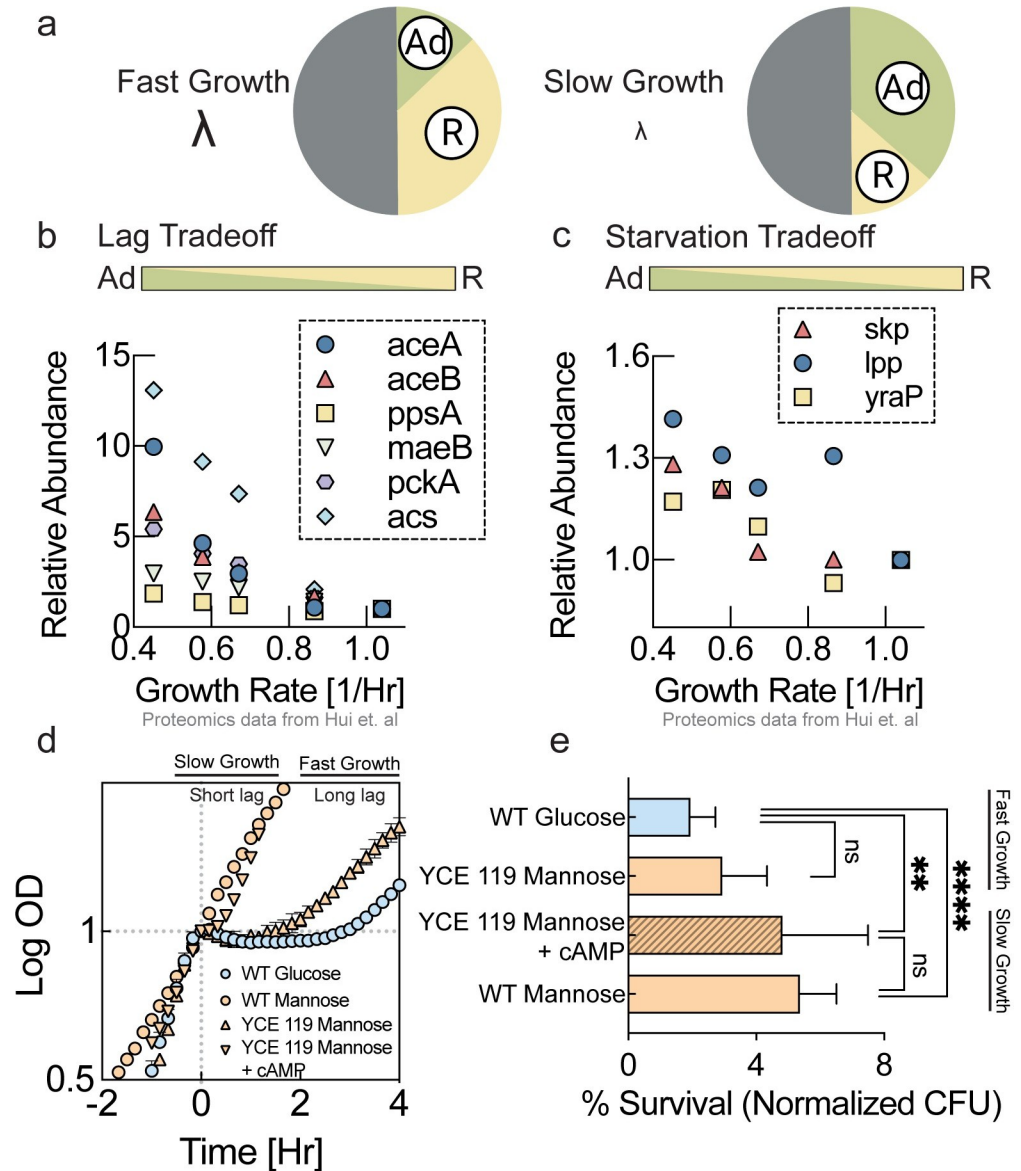 a
Fast Growth
λ
Ad
R
Slow Growth
λ
Ad
R
b Lag Tradeoff
Ad R
Relative Abundance
15
10
5
0
aceA
aceB
ppsA
maeB
pckA
acs
0.4 0.6 0.8 1.0
Growth Rate [1/Hr]
Proteomics data from Hui et. al
c Starvation Tradeoff
Ad R
Relative Abundance
1.6
1.3
1.0
skp
lpp
yraP
0.4 0.6 0.8 1.0
Growth Rate [1/Hr]
Proteomics data from Hui et. al
d
Slow Growth Fast Growth
Short lag Long lag
Log OD
1
0.5
WT Glucose
WT Mannose
YCE 119 Mannose
YCE 119 Mannose
+ cAMP
-2 0 2 4
Time [Hr]
e
WT Glucose
YCE 119 Mannose
YCE 119 Mannose
+ cAMP
WT Mannose
ns
**
ns
****
Fast Growth
Slow Growth
0 4 8
% Survival (Normalized CFU)